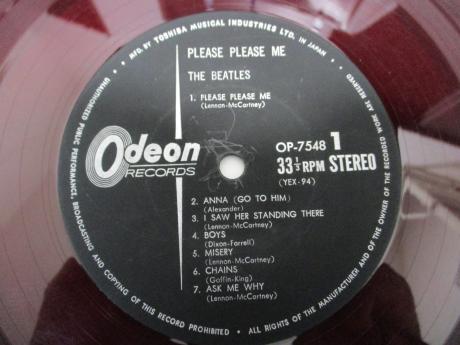 MFG. BY TOSHIBA MUSICAL INDUSTRIES LTD. IN JAPAN
PLEASE PLEASE ME
THE BEATLES
1. PLEASE PLEASE ME
(Lennon-McCartney)
Odeon
RECORDS
OP-7548 1
33 1/3 RPM STEREO
(YEX-94)
2. ANNA (GO TO HIM)
(Alexander)
3. I SAW HER STANDING THERE
(Lennon-McCartney)
4. BOYS
(Dixon-Farrell)
5. MISERY
(Lennon-McCartney)
6. CHAINS
(Goffin-King)
7. ASK ME WHY
(Lennon-McCartney)
UNAUTHORIZED PUBLIC PERFORMANCE, BROADCASTING AND COPYING OF THIS RECORD PROHIBITED • ALL RIGHTS OF THE MANUFACTURER AND OF THE OWNER OF THE RECORDED WORK ARE RESERVED